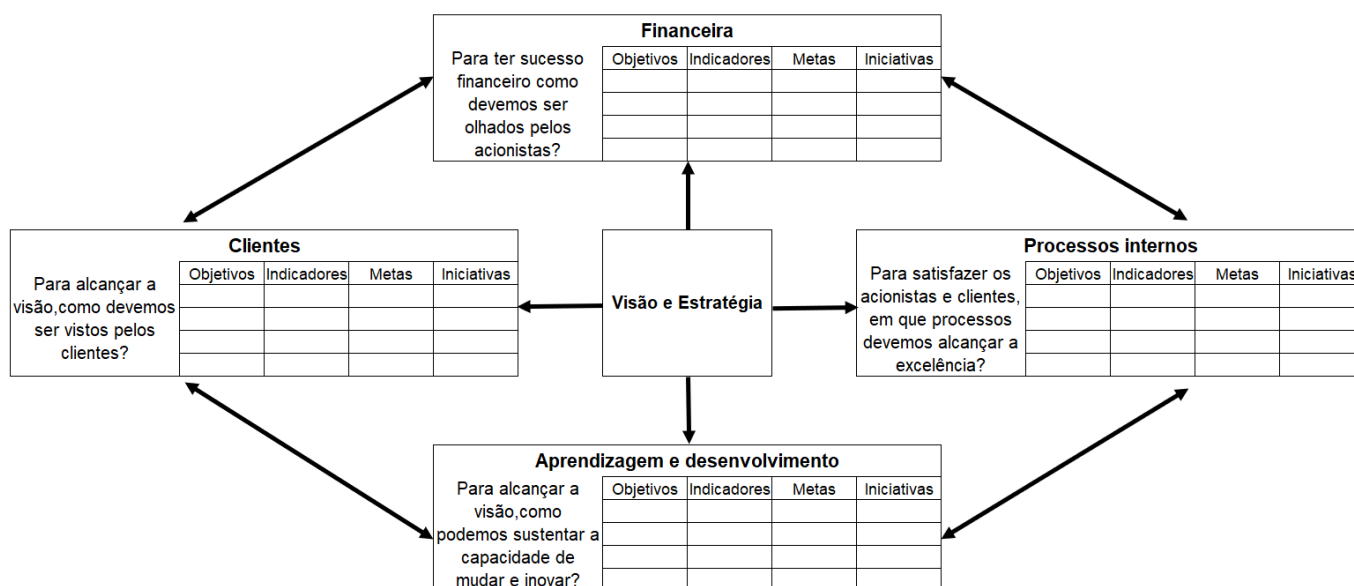 Financeira
Para ter sucesso
financeiro como
devemos ser
olhados pelos
acionistas?
Objetivos Indicadores Metas Iniciativas
Clientes
Para alcançar a
visão,como devemos
ser vistos pelos
clientes?
Objetivos Indicadores Metas Iniciativas
Visão e Estratégia
Processos internos
Para satisfazer os
acionistas e clientes,
em que processos
devemos alcançar a
excelência?
Objetivos Indicadores Metas Iniciativas
Aprendizagem e desenvolvimento
Para alcançar a
visão,como
podemos sustentar a
capacidade de
mudar e inovar?
Objetivos Indicadores Metas Iniciativas